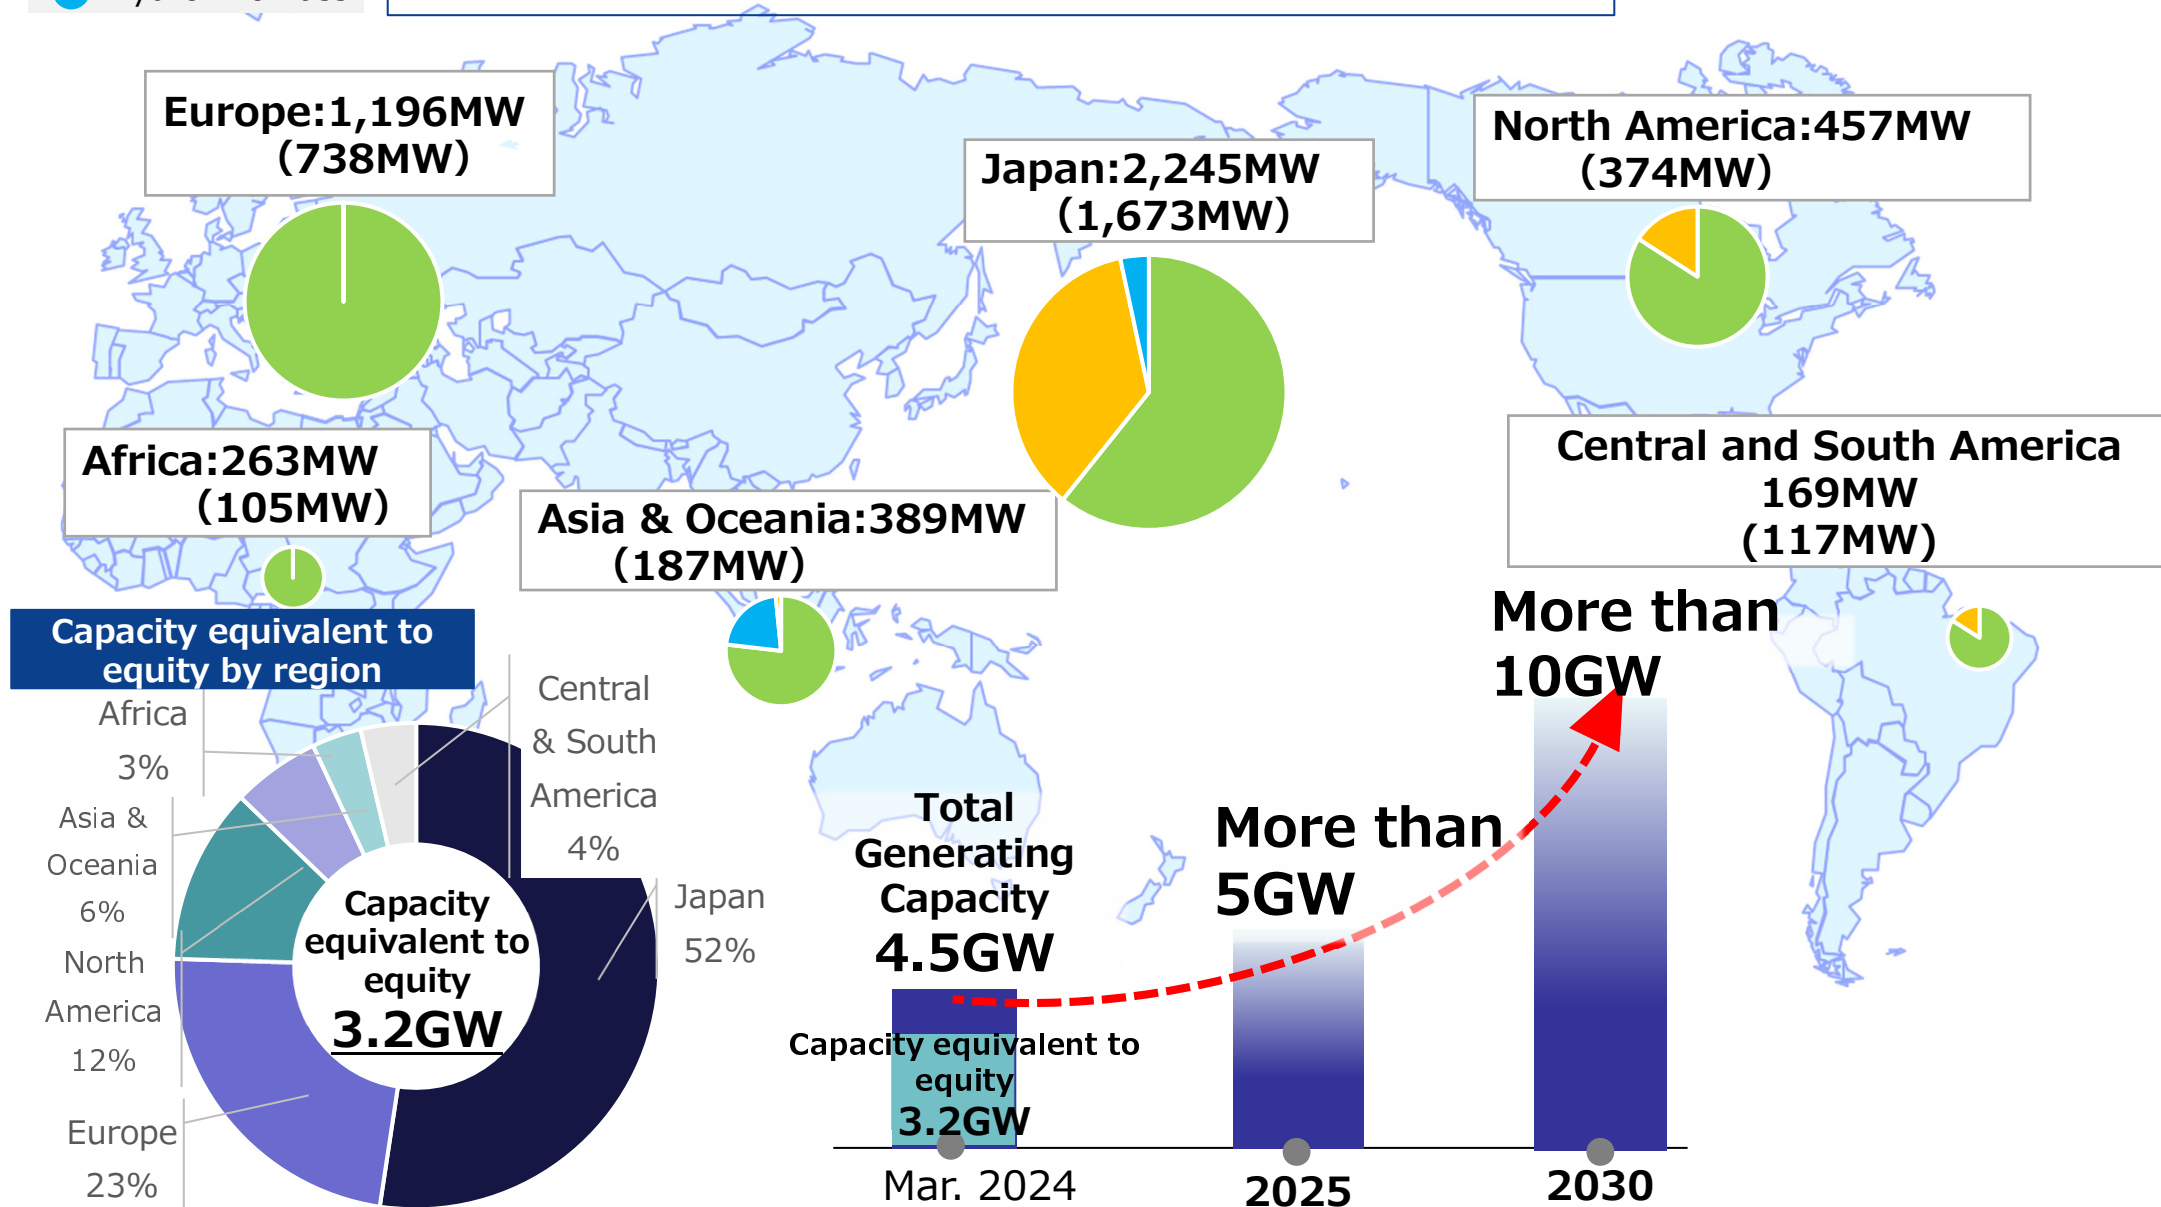 Europe:1,196MW
(738MW)
Japan:2,245MW
(1,673MW)
North America:457MW
(374MW)
Africa:263MW
(105MW)
Asia & Oceania:389MW
(187MW)
Central and South America
169MW
(117MW)
Capacity equivalent to
equity by region
Africa
3%
Asia &
Oceania
6%
North
America
12%
Europe
23%
Central
& South
America
4%
Japan
52%
Capacity
equivalent to
equity
3.2GW
Total
Generating
Capacity
4.5GW
Capacity equivalent to
equity
3.2GW
More than
5GW
More than
10GW
Mar. 2024
2025
2030